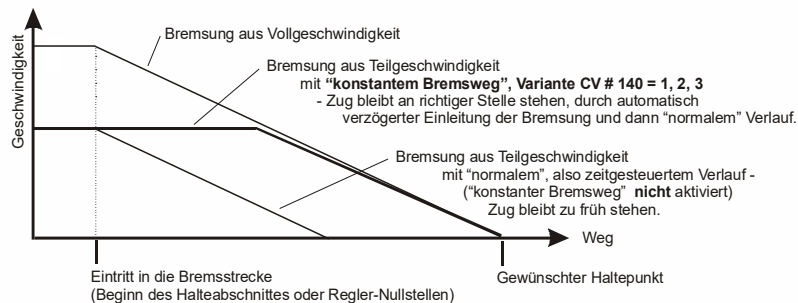 Geschwindigkeit
Bremsung aus Vollgeschwindigkeit
Bremsung aus Teilgeschwindigkeit
mit “konstantem Bremsweg”, Variante CV # 140 = 1, 2, 3
- Zug bleibt an richtiger Stelle stehen, durch automatisch
verzögerter Einleitung der Bremsung und dann “normalem” Verlauf.
Bremsung aus Teilgeschwindigkeit
mit “normalem”, also zeitgesteuertem Verlauf -
(“konstanter Bremsweg” nicht aktiviert)
Zug bleibt zu früh stehen.
Weg
Eintritt in die Bremsstrecke
(Beginn des Halteabschnittes oder Regler-Nullstellen)
Gewünschter Haltepunkt